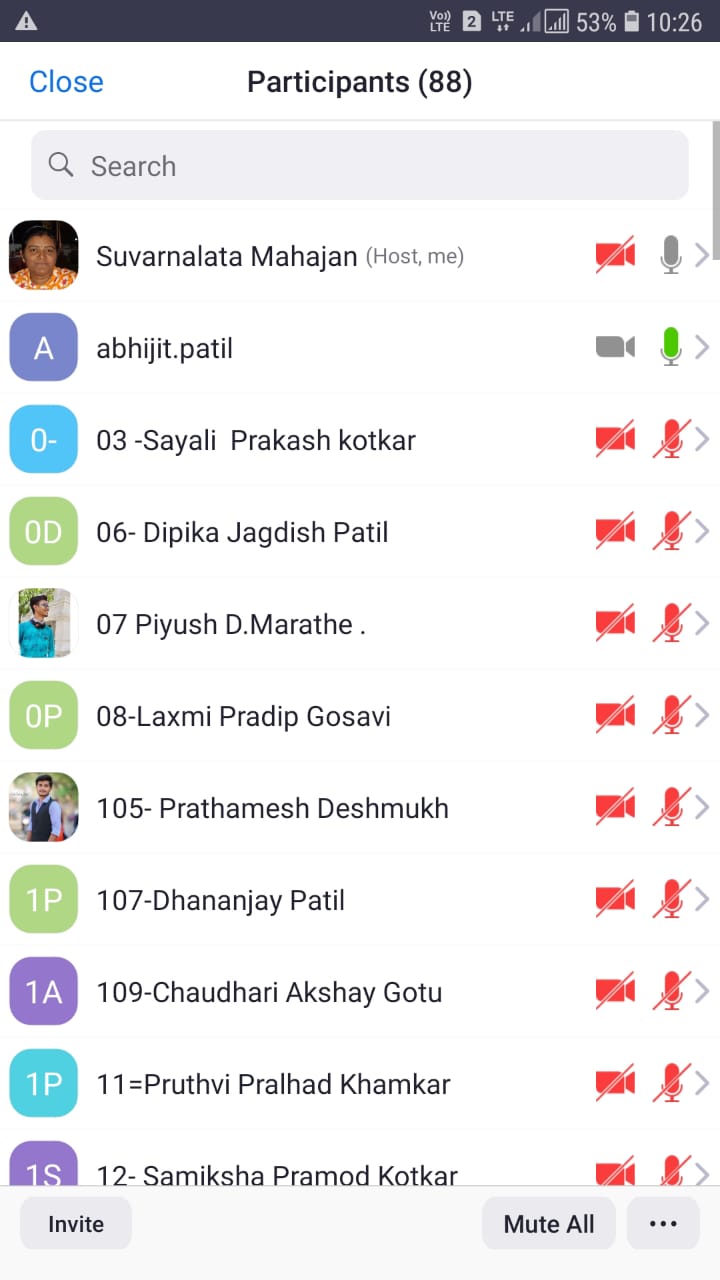 Vo)) LTE 2 LTE 53% 10:26
Close Participants (88)
Search
Suvarnalata Mahajan (Host, me)
A abhijit.patil
0- 03 -Sayali  Prakash kotkar
0D 06- Dipika Jagdish Patil
07 Piyush D.Marathe .
0P 08-Laxmi Pradip Gosavi
105- Prathamesh Deshmukh
1P 107-Dhananjay Patil
1A 109-Chaudhari Akshay Gotu
1P 11=Pruthvi Pralhad Khamkar
1S 12- Samiksha Pramod Kotkar
Invite Mute All ...